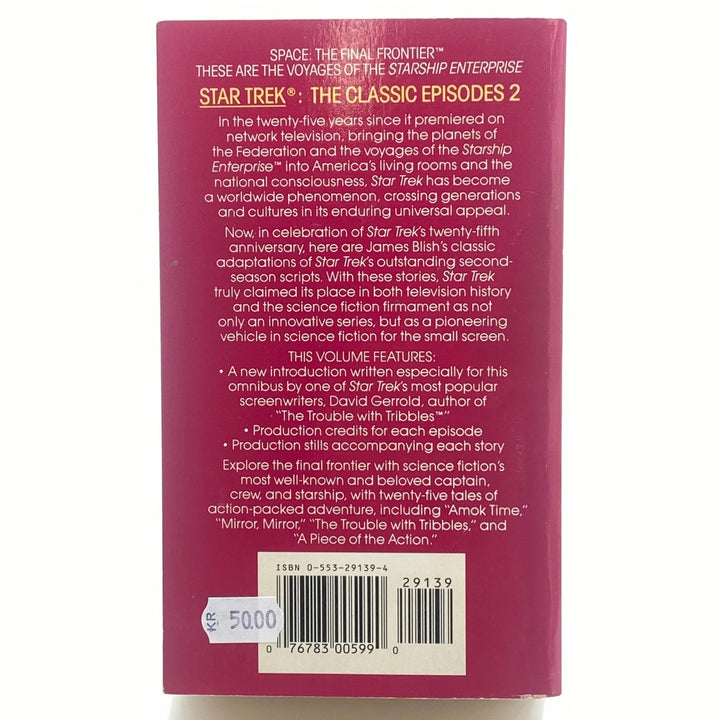 SPACE: THE FINAL FRONTIER™
THESE ARE THE VOYAGES OF THE STARSHIP ENTERPRISE
STAR TREK®: THE CLASSIC EPISODES 2
In the twenty-five years since it premiered on
network television, bringing the planets of
the Federation and the voyages of the Starship
Enterprise™ into America's living rooms and the
national consciousness, Star Trek has become
a worldwide phenomenon, crossing generations
and cultures in its enduring universal appeal.
Now, in celebration of Star Trek's twenty-fifth
anniversary, here are James Blish's classic
adaptations of Star Trek's outstanding second-
season scripts. With these stories, Star Trek
truly claimed its place in both television history
and the science fiction firmament as not
only an innovative series, but as a pioneering
vehicle in science fiction for the small screen.
THIS VOLUME FEATURES:
• A new introduction written especially for this
omnibus by one of Star Trek's most popular
screenwriters, David Gerrold, author of
"The Trouble with Tribbles™"
• Production credits for each episode
• Production stills accompanying each story
Explore the final frontier with science fiction's
most well-known and beloved captain,
crew, and starship, with twenty-five tales of
action-packed adventure, including "Amok Time,"
"Mirror, Mirror," "The Trouble with Tribbles," and
"A Piece of the Action."
ISBN 0-553-29139-4
29139
KR 50.00
0 76783 00599 0